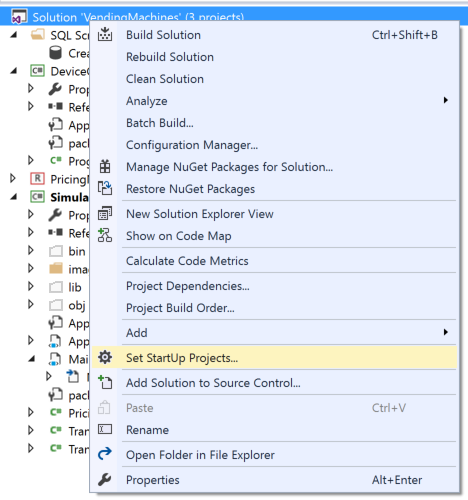 Solution 'VendingMachines' (3 projects)
SQL Scr
Build Solution Ctrl+Shift+B
Crea
Rebuild Solution
DeviceC
Clean Solution
Prop
Analyze
Refe
Batch Build...
App
Configuration Manager...
pac
Manage NuGet Packages for Solution...
C# Prog
Restore NuGet Packages
R PricingM
C# Simula
New Solution Explorer View
Prop
Show on Code Map
Refe
bin
Calculate Code Metrics
ima
Project Dependencies...
lib
Project Build Order...
obj
App
Add
App
Set StartUp Projects...
Mai
Add Solution to Source Control...
pac
Paste Ctrl+V
C# Prici
Rename
C# Tran
Open Folder in File Explorer
C# Tran
Properties Alt+Enter